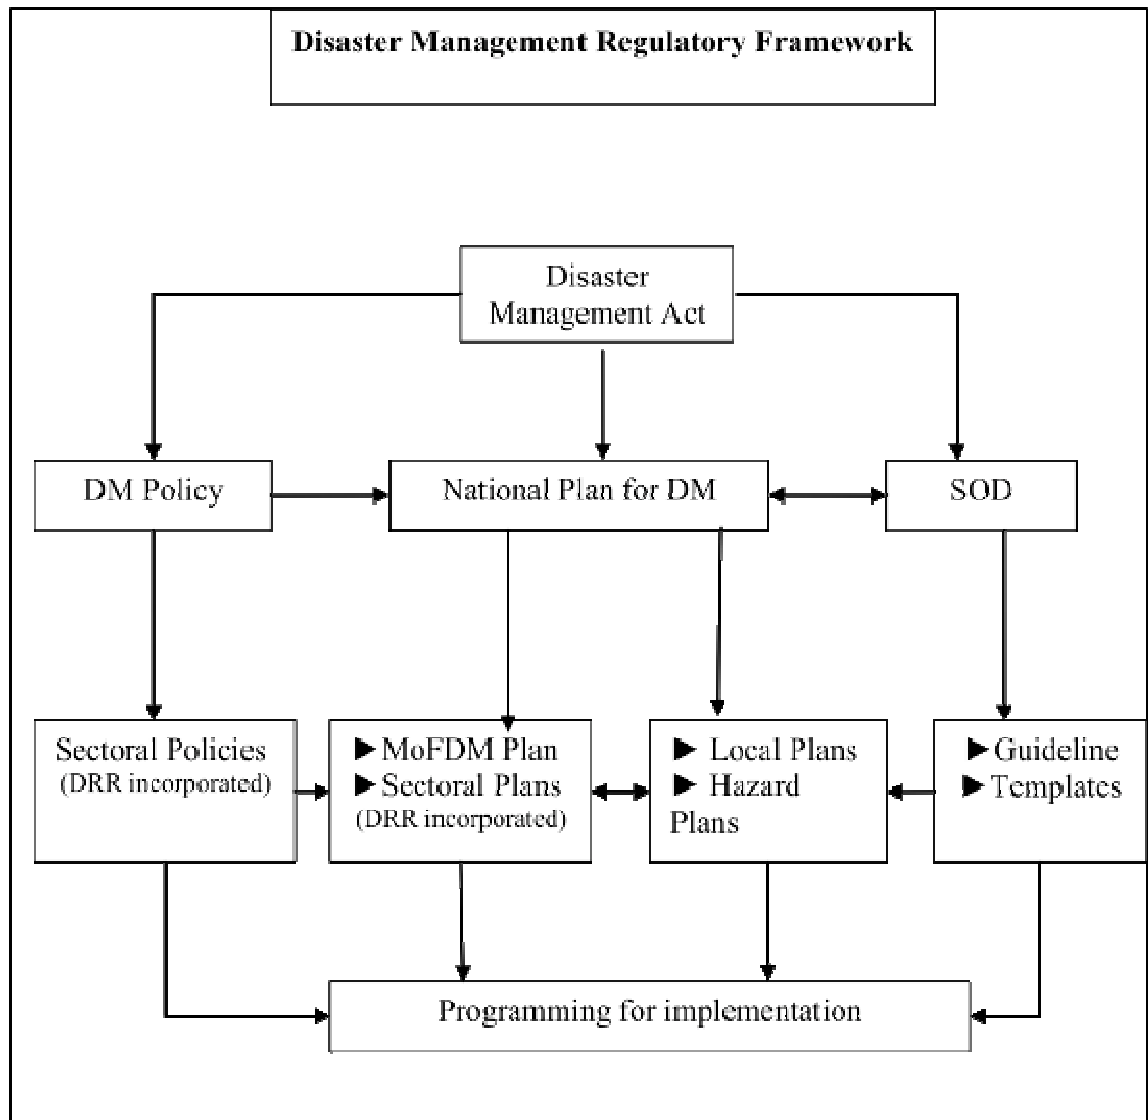 Disaster Management Regulatory Framework
Disaster
Management Act
DM Policy
National Plan for DM
SOD
Sectoral Policies
(DRR incorporated)
►MoFDM Plan
►Sectoral Plans
(DRR incorporated)
► Local Plans
► Hazard
Plans
►Guideline
►Templates
Programming for implementation